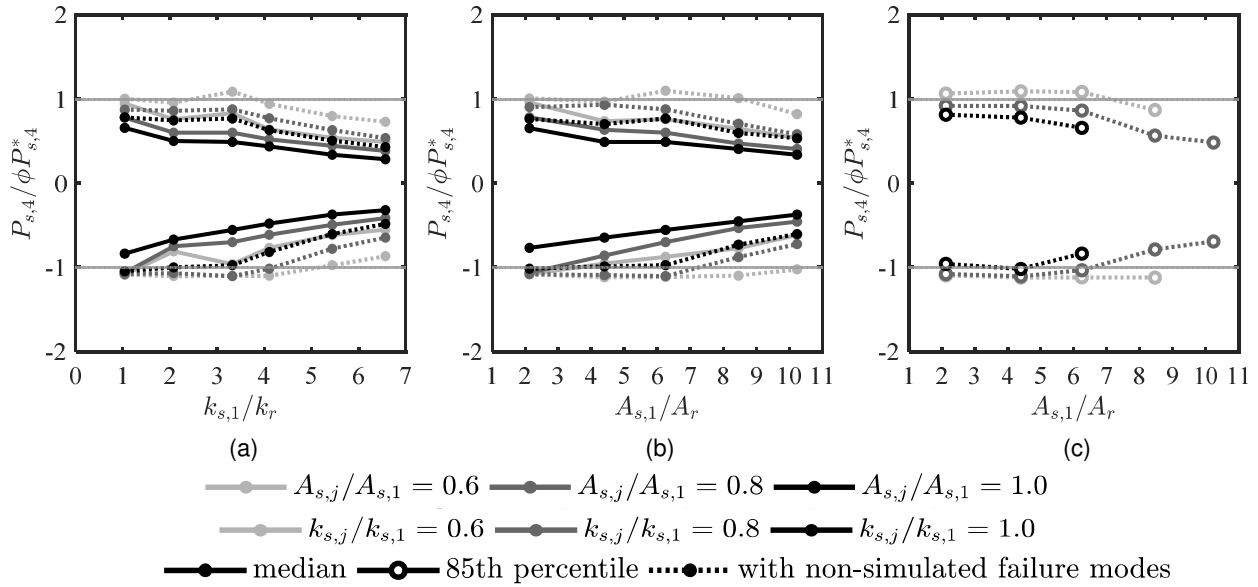 2
1
0
-1
-2
P_{s,4}/ϕP*_{s,4}
0 1 2 3 4 5 6 7
k_{s,1}/k_r
(a)
2
1
0
-1
-2
P_{s,4}/ϕP*_{s,4}
1 2 3 4 5 6 7 8 9 10 11
A_{s,1}/A_r
(b)
2
1
0
-1
-2
P_{s,4}/ϕP*_{s,4}
1 2 3 4 5 6 7 8 9 10 11
A_{s,1}/A_r
(c)
A_{s,j}/A_{s,1} = 0.6 A_{s,j}/A_{s,1} = 0.8 A_{s,j}/A_{s,1} = 1.0
k_{s,j}/k_{s,1} = 0.6 k_{s,j}/k_{s,1} = 0.8 k_{s,j}/k_{s,1} = 1.0
median 85th percentile with non-simulated failure modes